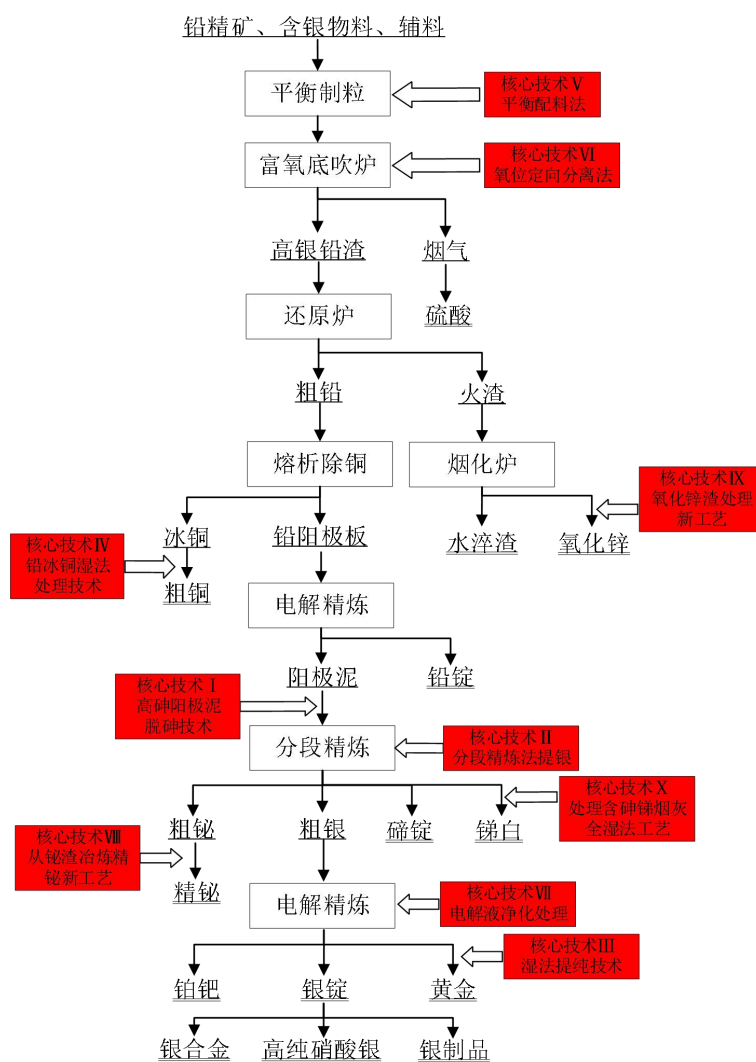 铅精矿、含银物料、辅料
平衡制粒
核心技术Ⅴ
平衡配料法
富氧底吹炉
核心技术Ⅵ
氧位定向分离法
高银铅渣
烟气
还原炉
硫酸
粗铅
火渣
熔析除铜
烟化炉
核心技术Ⅸ
氧化锌渣处理
新工艺
核心技术Ⅳ
铅冰铜湿法
处理技术
冰铜
铅阳极板
水淬渣
氧化锌
粗铜
电解精炼
阳极泥
铅锭
核心技术Ⅰ
高砷阳极泥
脱砷技术
分段精炼
核心技术Ⅱ
分段精炼法提银
核心技术Ⅹ
处理含砷锑烟灰
全湿法工艺
核心技术Ⅷ
从铋渣冶炼精
铋新工艺
粗铋
粗银
碲锭
锑白
精铋
电解精炼
核心技术Ⅶ
电解液净化处理
核心技术Ⅲ
湿法提纯技术
铂钯
银锭
黄金
银合金
高纯硝酸银
银制品